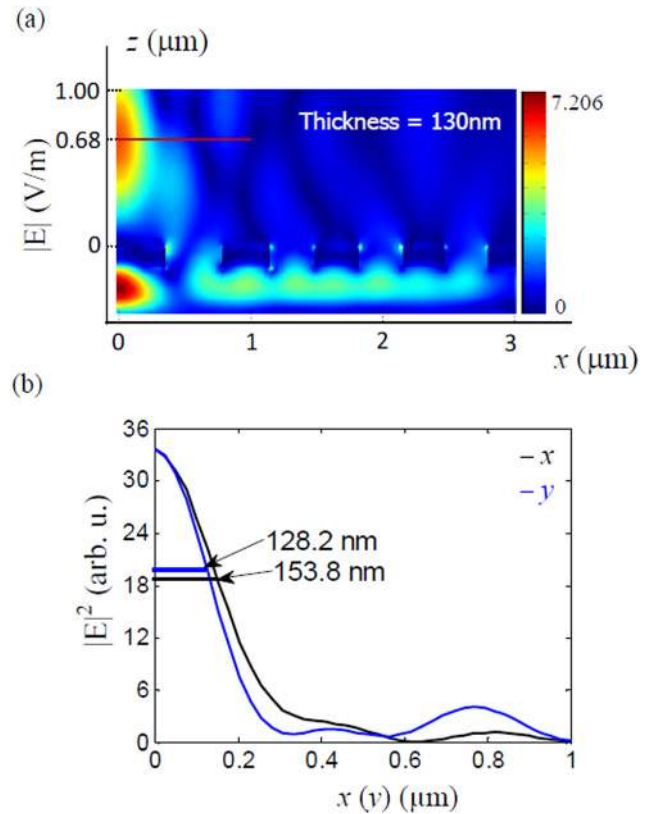 (a)
z (μm)
1.00
7.206
Thickness = 130nm
0.68
|E| (V/m)
0
0
0 1 2 3
x (μm)
(b)
36
– x
– y
30
24
128.2 nm
153.8 nm
18
|E|² (arb. u.)
12
6
0
0 0.2 0.4 0.6 0.8 1
x (y) (μm)